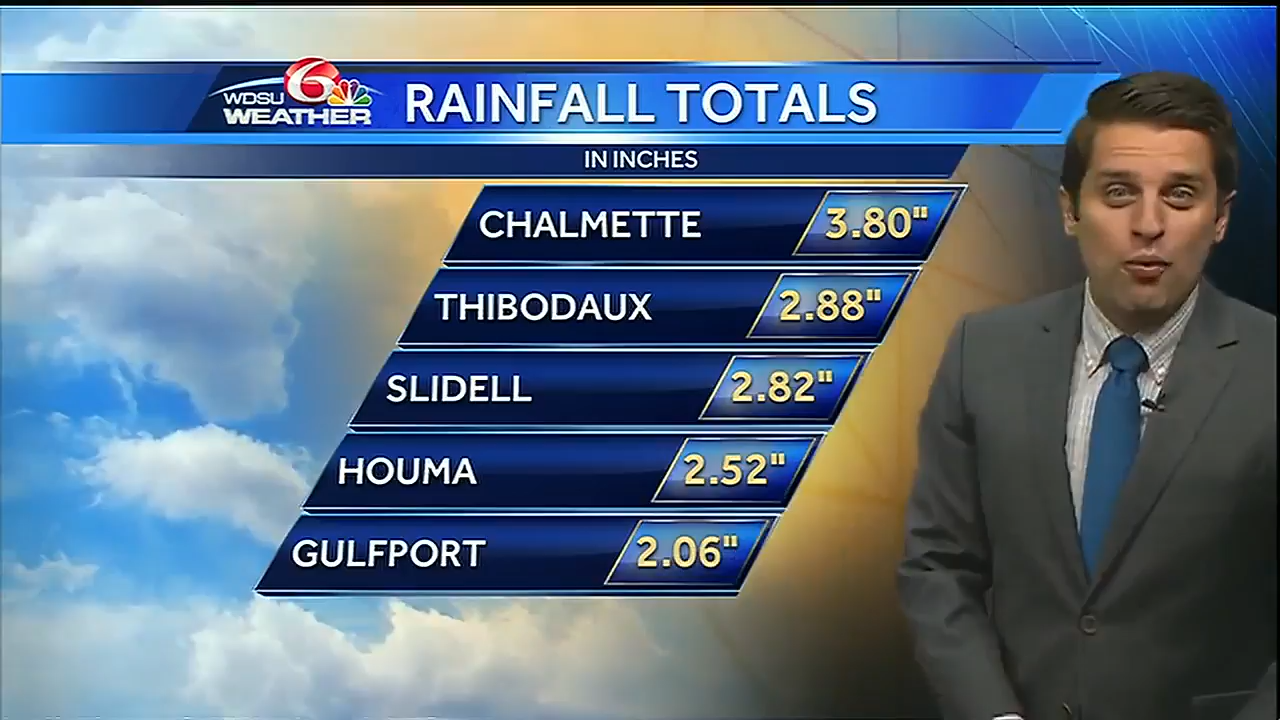 WDSU 6
WEATHER
RAINFALL TOTALS
IN INCHES
CHALMETTE 3.80"
THIBODAUX 2.88"
SLIDELL 2.82"
HOUMA 2.52"
GULFPORT 2.06"